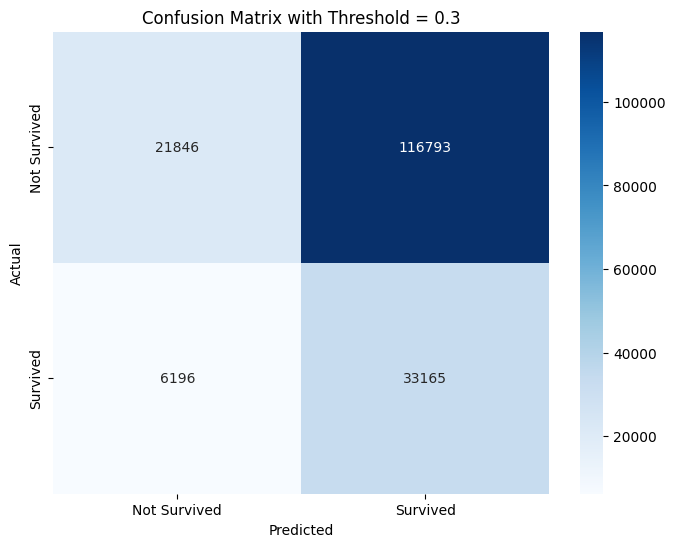 Confusion Matrix with Threshold = 0.3
Not Survived
21846
116793
100000
80000
Actual
60000
40000
Survived
6196
33165
20000
Not Survived
Survived
Predicted